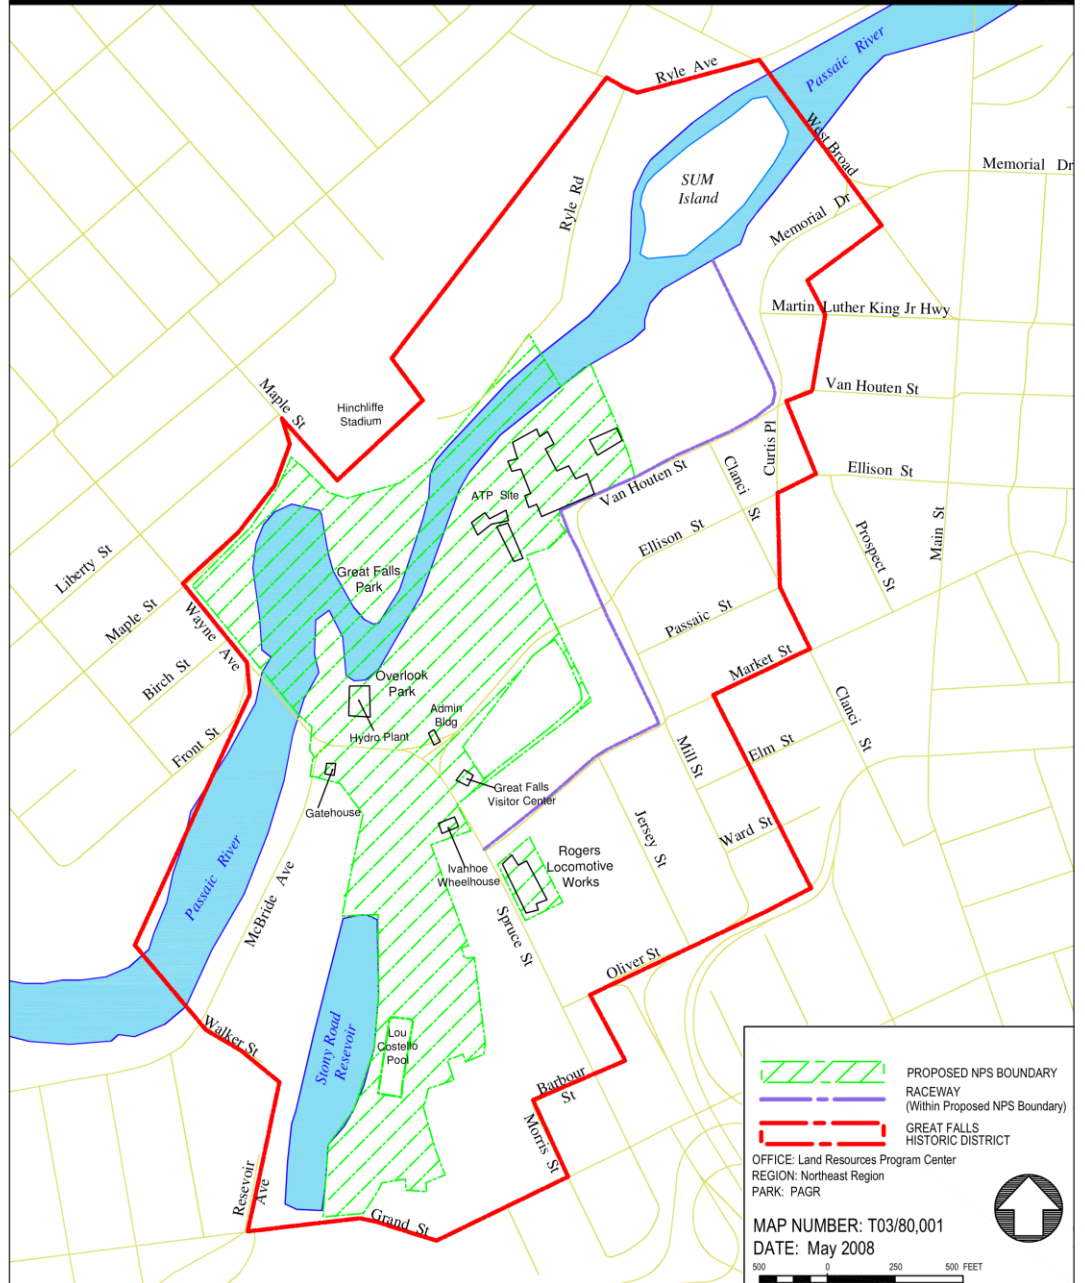 Passaic River
Ryle Ave
West Broad
Memorial Dr
SUM
Island
Ryle Rd
Memorial Dr
Martin Luther King Jr Hwy
Van Houten St
Maple St
Hinchliffe
Stadium
Curtis Pl
Clanci St
Ellison St
Van Houten St
ATP Site
Ellison St
Prospect St
Main St
Liberty St
Great Falls
Park
Maple St
Wayne Ave
Passaic St
Birch St
Market St
Overlook
Park
Clanci St
Admin
Bldg
Front St
Hydro Plant
Mill St
Elm St
Great Falls
Visitor Center
Gatehouse
Jersey St
Ward St
Passaic River
McBride Ave
Ivanhoe
Wheelhouse
Rogers
Locomotive
Works
Spruce St
Oliver St
Walker St
Stony Road
Resevoir
Lou
Costello
Pool
Barbour
St
Morris St
Resevoir
Ave
Grand St
PROPOSED NPS BOUNDARY
RACEWAY
(Within Proposed NPS Boundary)
GREAT FALLS
HISTORIC DISTRICT
OFFICE: Land Resources Program Center
REGION: Northeast Region
PARK: PAGR
MAP NUMBER: T03/80,001
DATE: May 2008
500 0 250 500 FEET